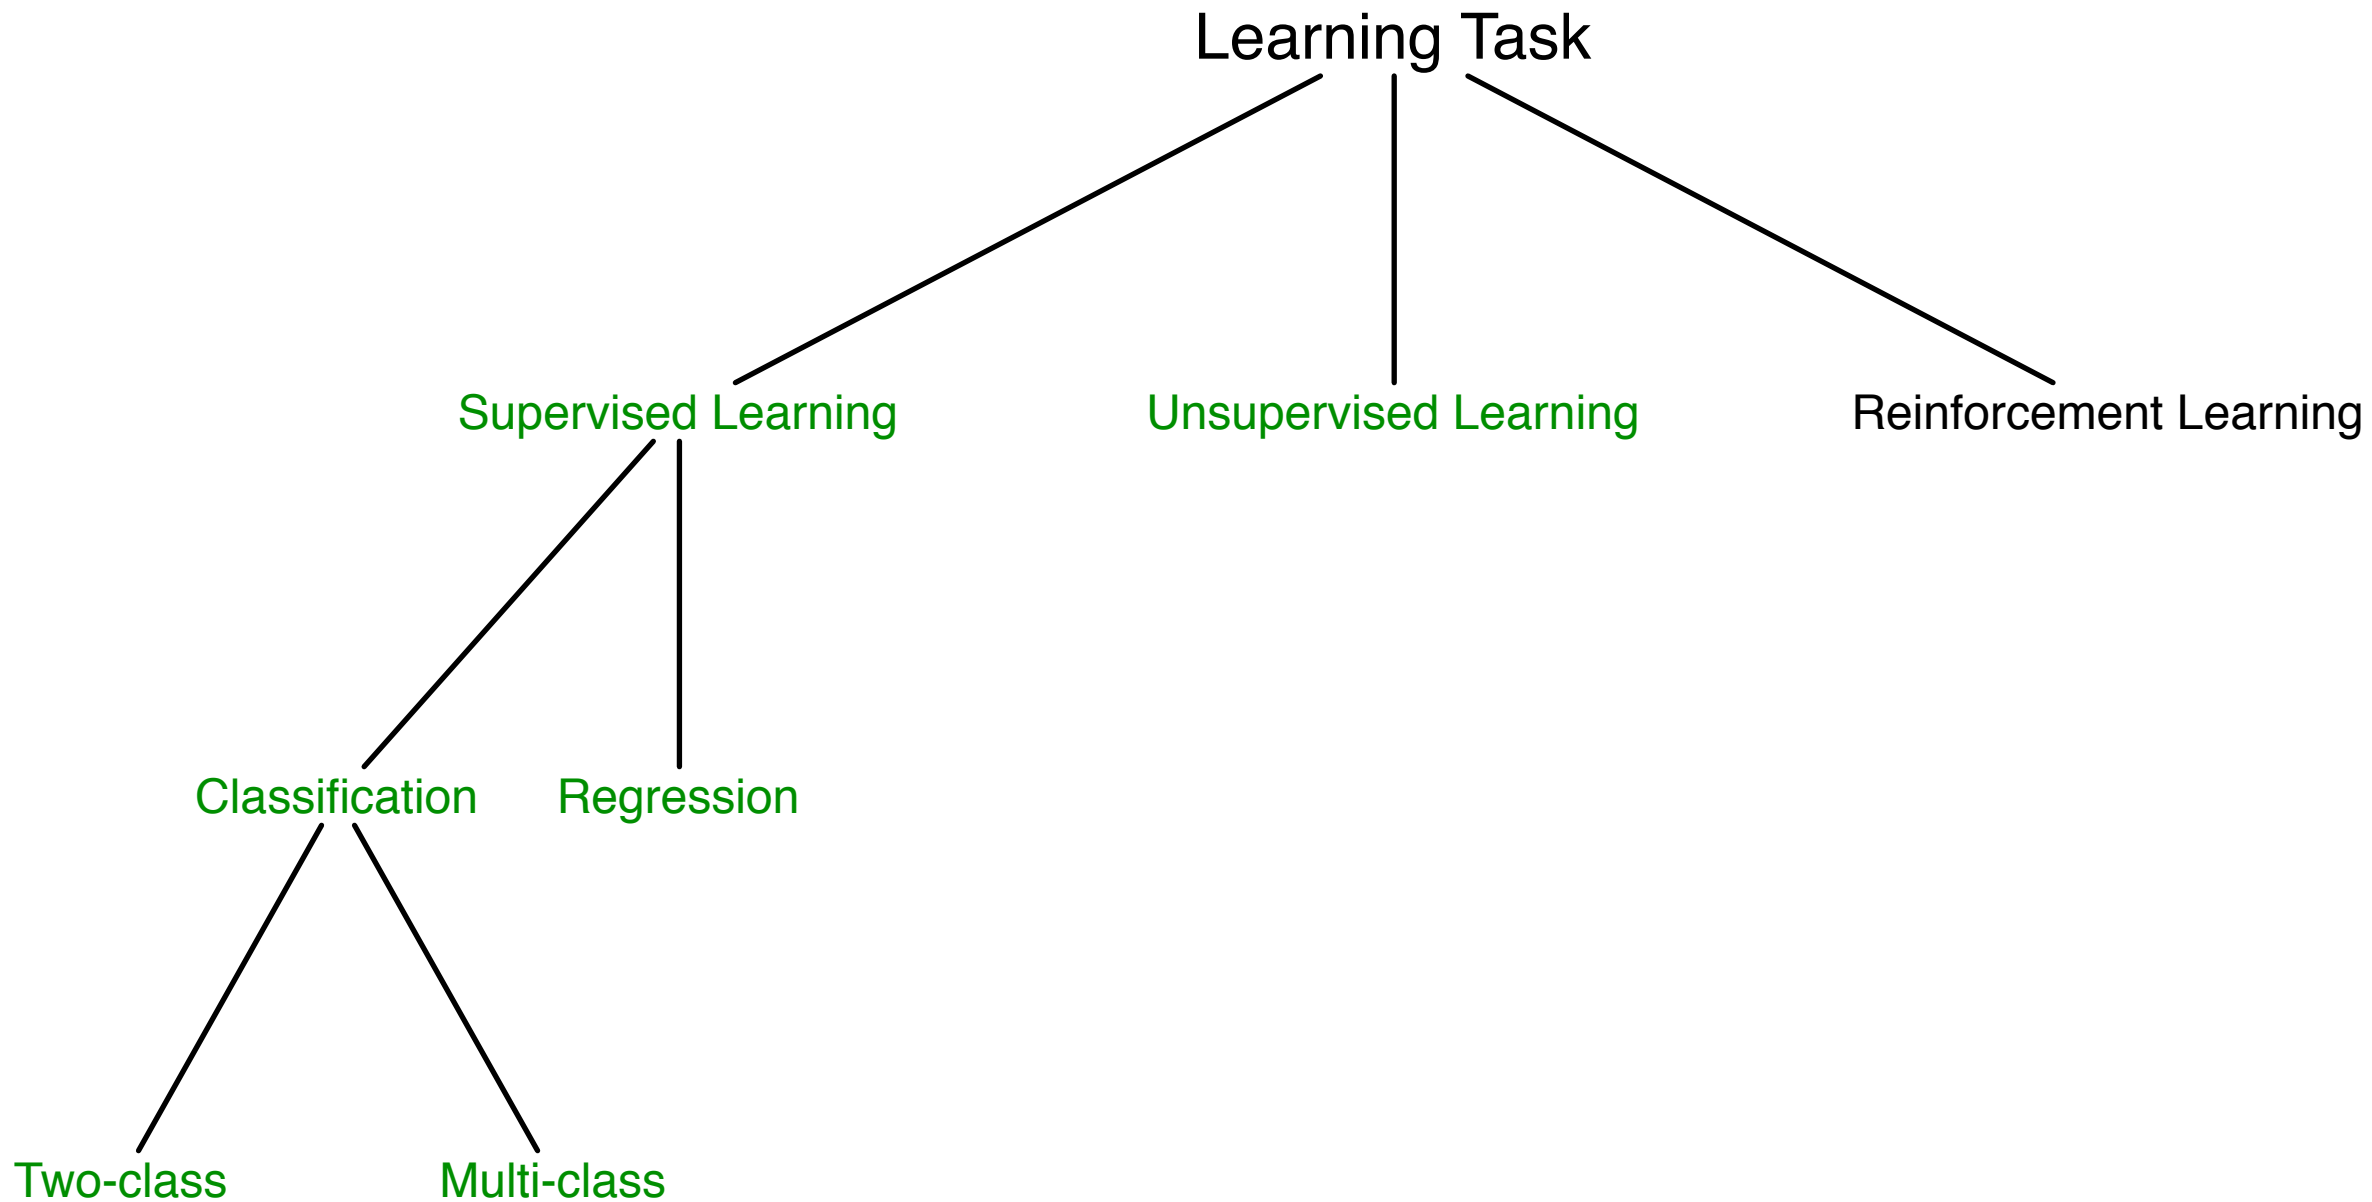 Learning Task
Supervised Learning
Unsupervised Learning
Reinforcement Learning
Classification
Regression
Two-class
Multi-class